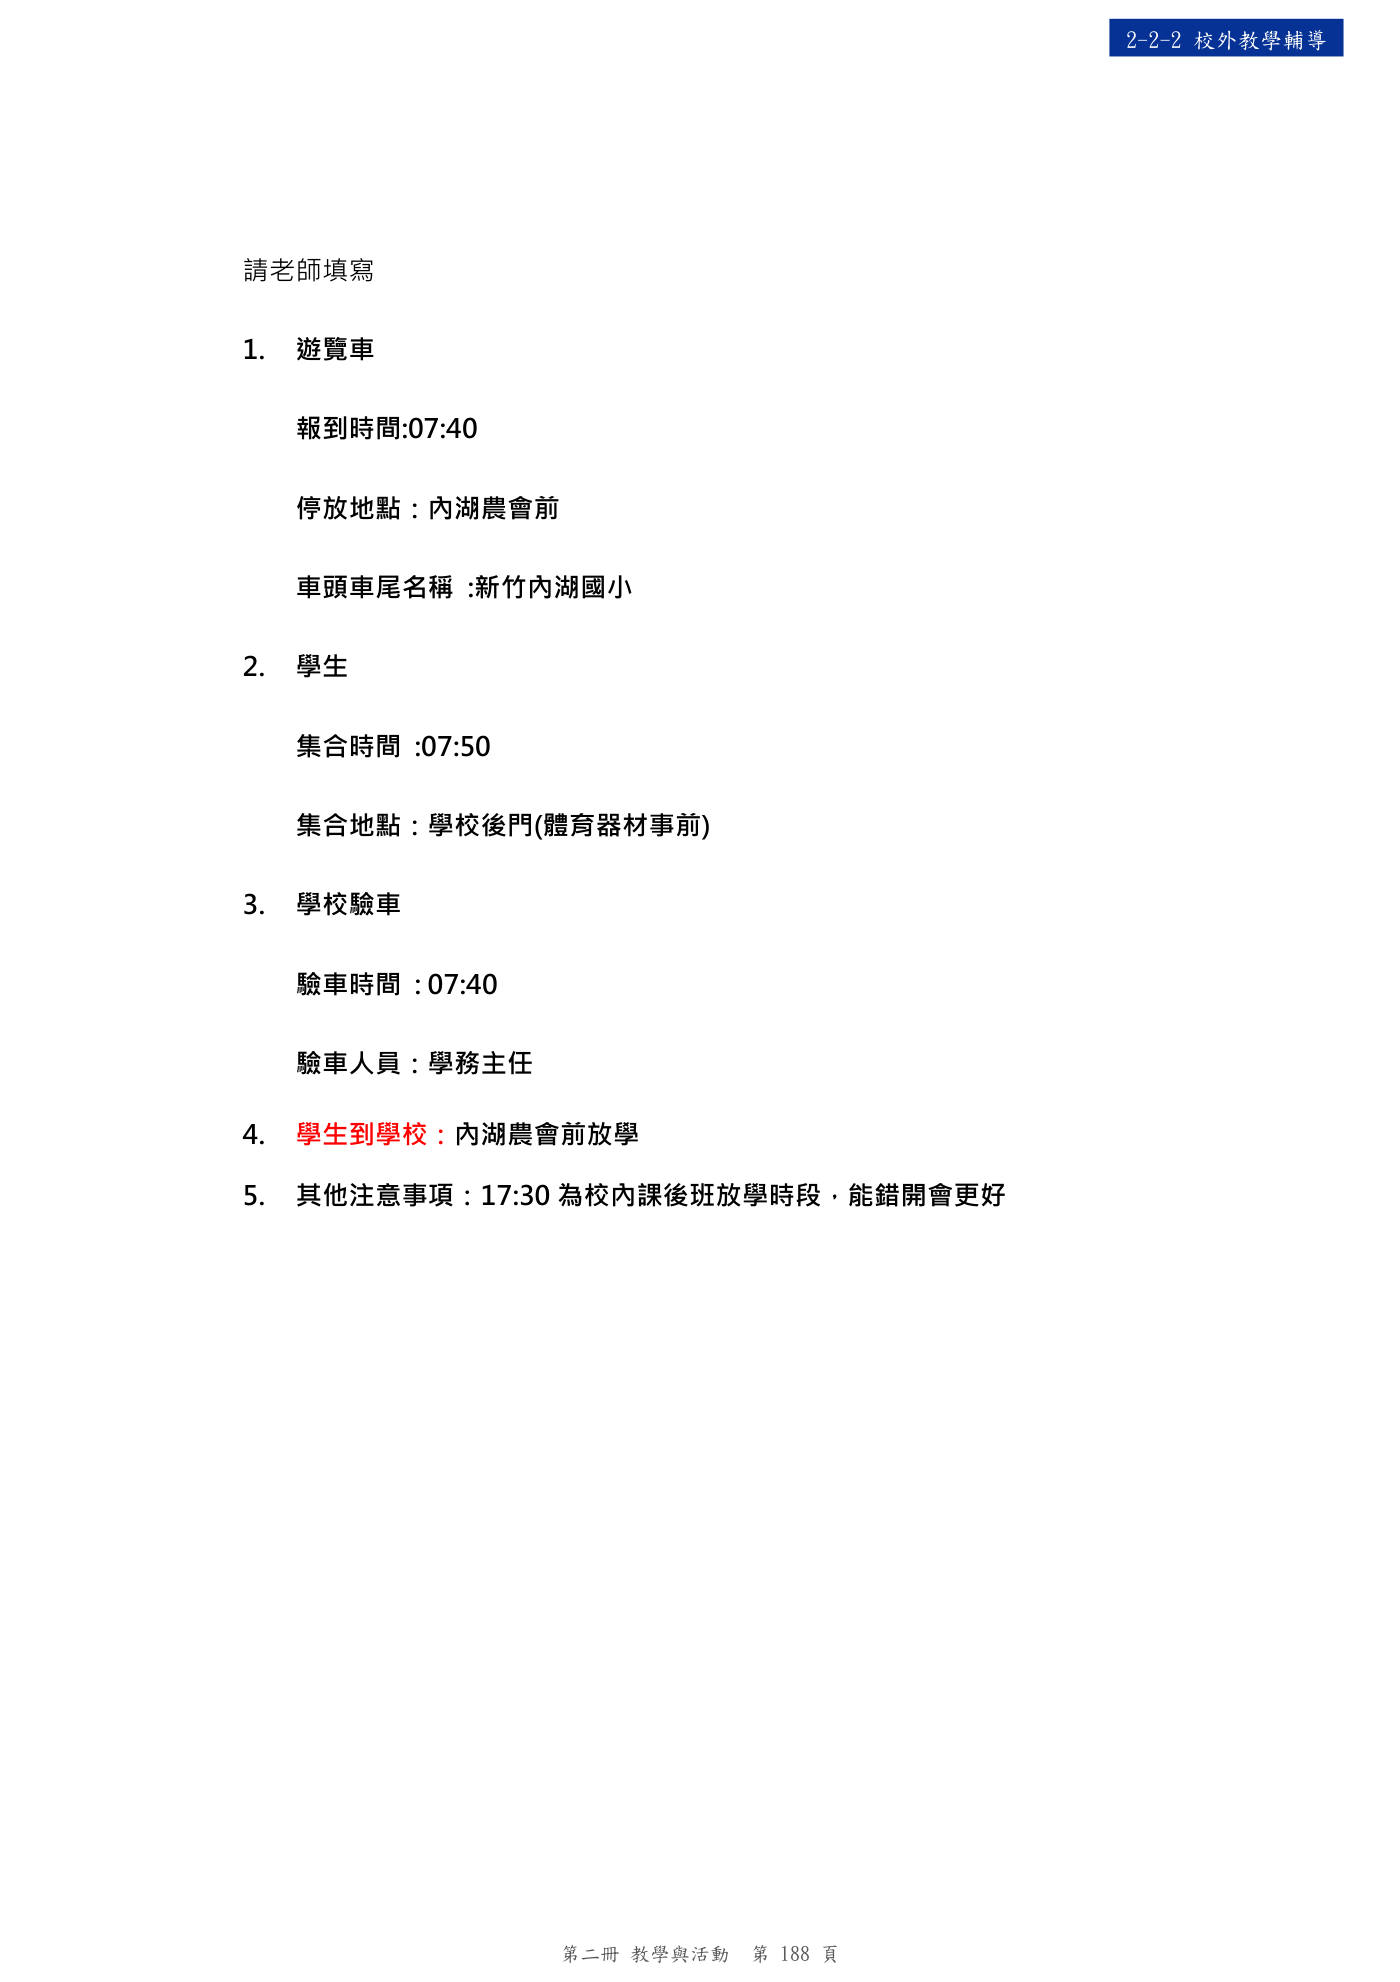 2-2-2 校外教學輔導
請老師填寫
1. 遊覽車
報到時間:07:40
停放地點：內湖農會前
車頭車尾名稱 :新竹內湖國小
2. 學生
集合時間 :07:50
集合地點：學校後門(體育器材事前)
3. 學校驗車
驗車時間 :07:40
驗車人員：學務主任
4. 學生到學校：內湖農會前放學
5. 其他注意事項：17:30 為校內課後班放學時段，能錯開會更好
第二冊 教學與活動 第 188 頁